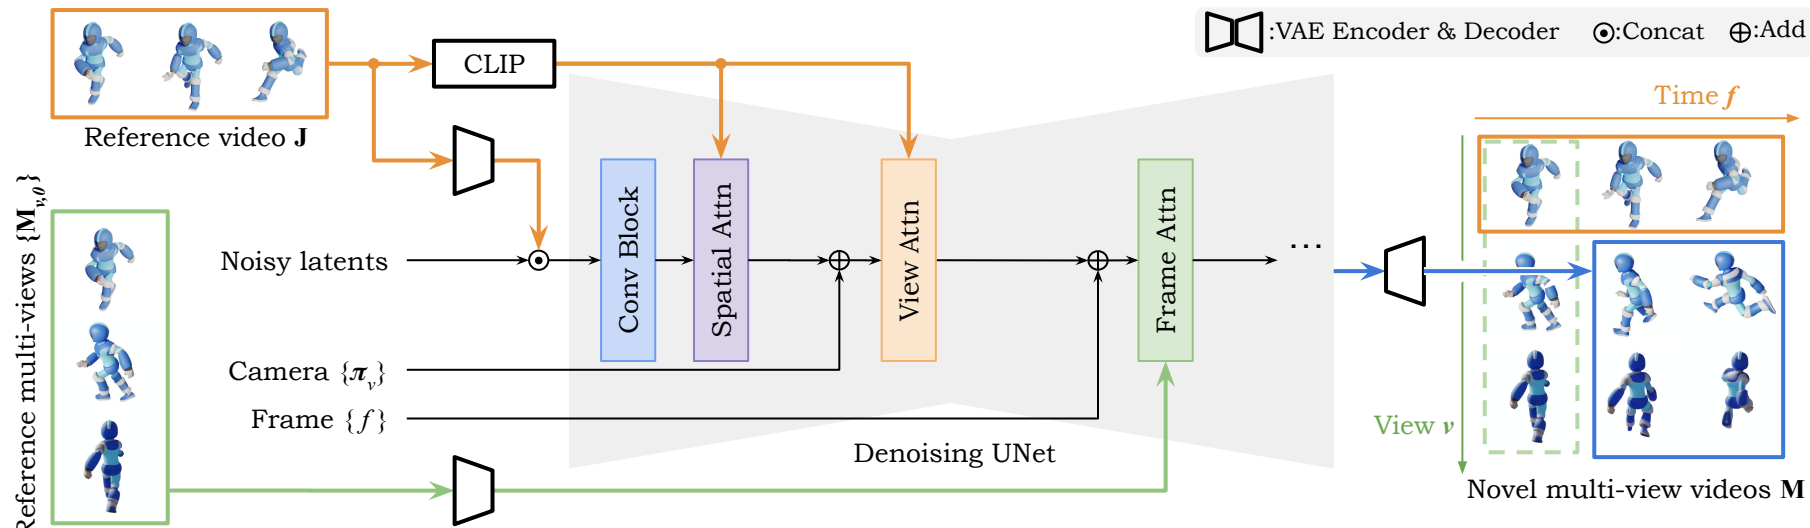 :VAE Encoder & Decoder
:Concat
:Add
CLIP
Time f
Reference video J
Reference multi-views {M_{v,0}}
Conv Block
Spatial Attn
View Attn
Frame Attn
Noisy latents
...
Camera {π_v}
Frame {f}
View v
Denoising UNet
Novel multi-view videos M